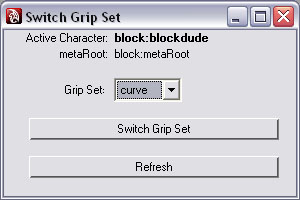 Switch Grip Set
Active Character: block:blockdude
metaRoot: block:metaRoot
Grip Set: curve
Switch Grip Set
Refresh